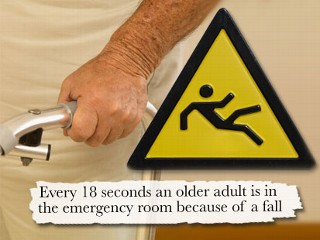 Every 18 seconds an older adult is in
the emergency room because of a fall